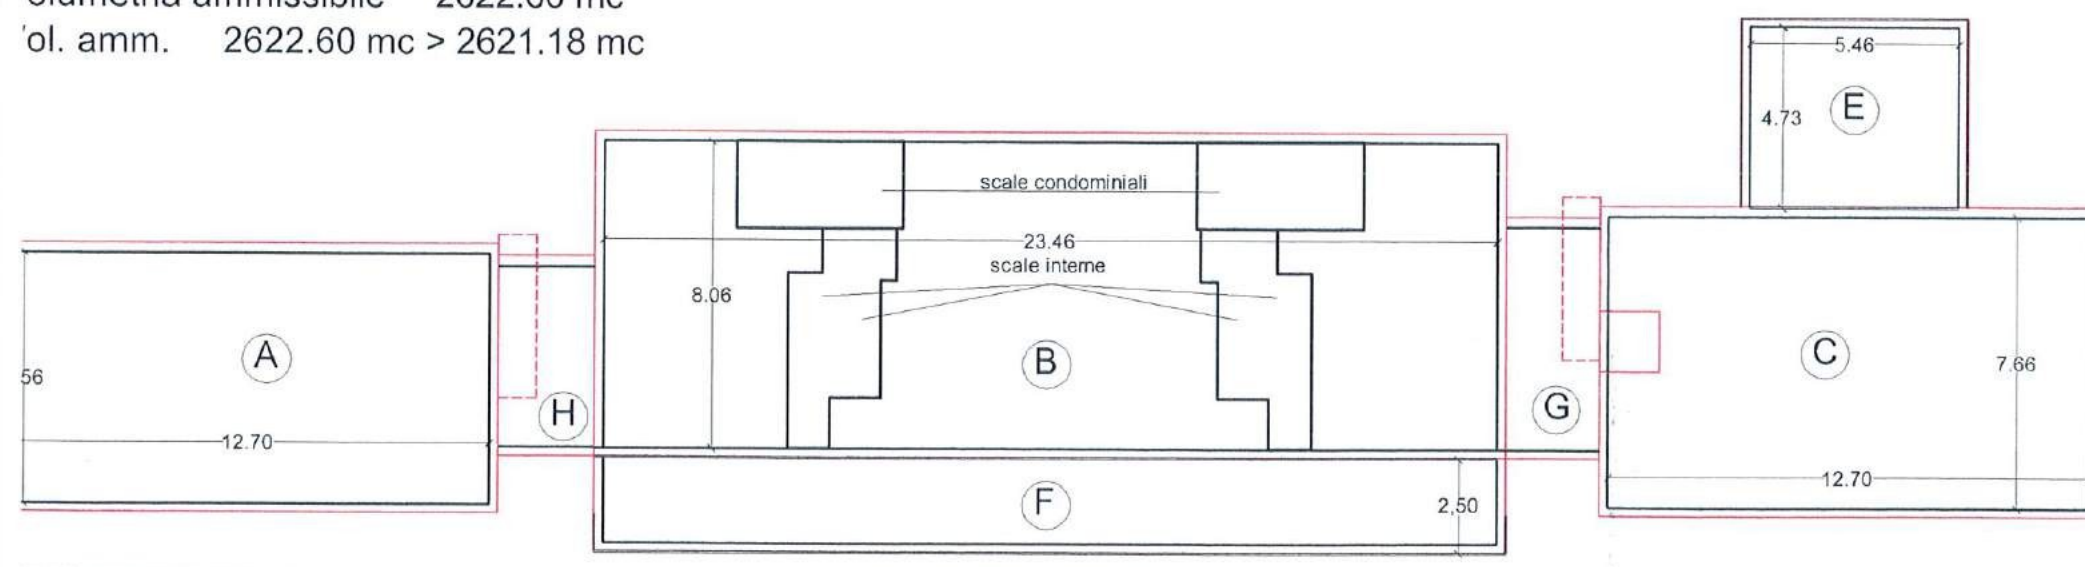 ol. amm. 2622.60 mc > 2621.18 mc
5.46
4.73
E
scale condominiali
23.46
scale interne
8.06
A
B
C
56
7.66
H
G
12.70
12.70
F
2,50